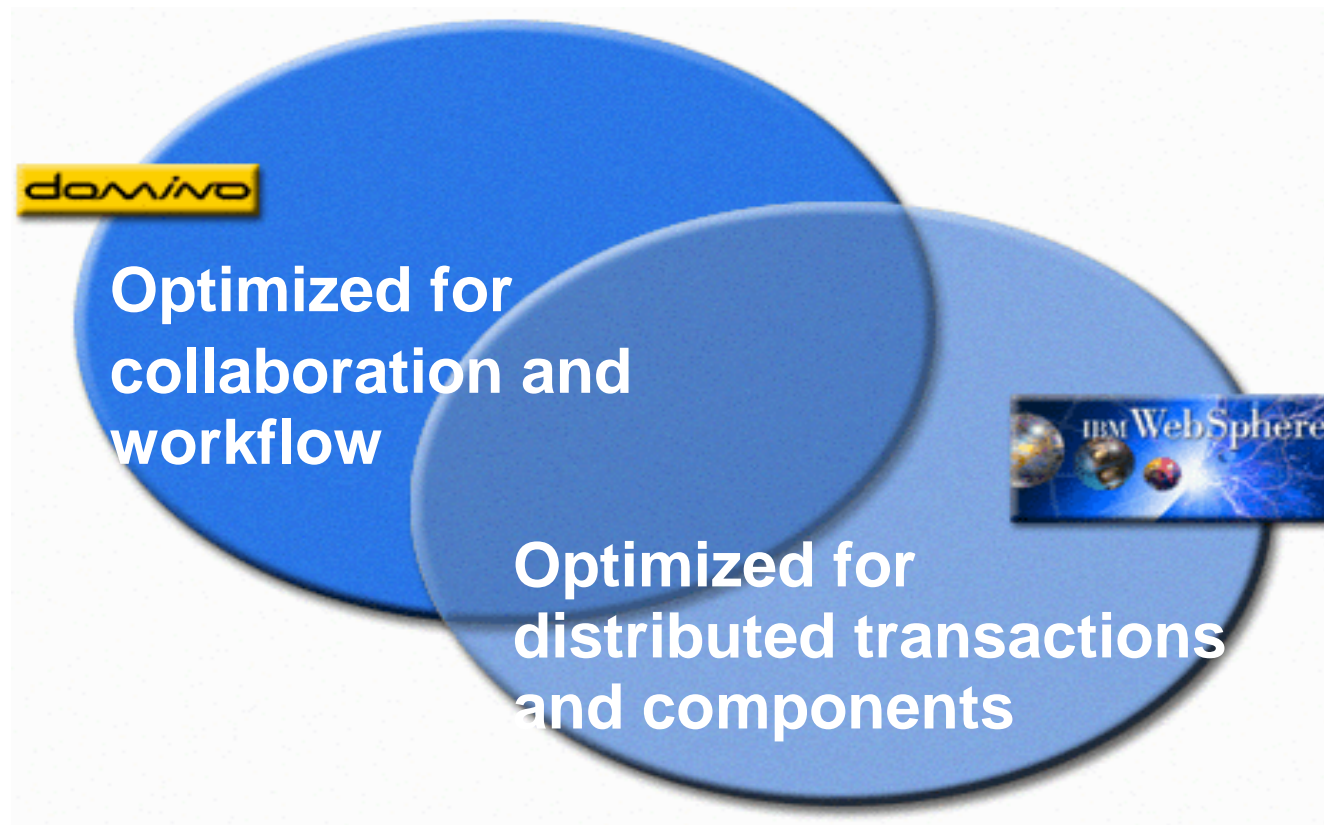 domino
Optimized for
collaboration and
workflow
IBM WebSphere
Optimized for
distributed transactions
and components